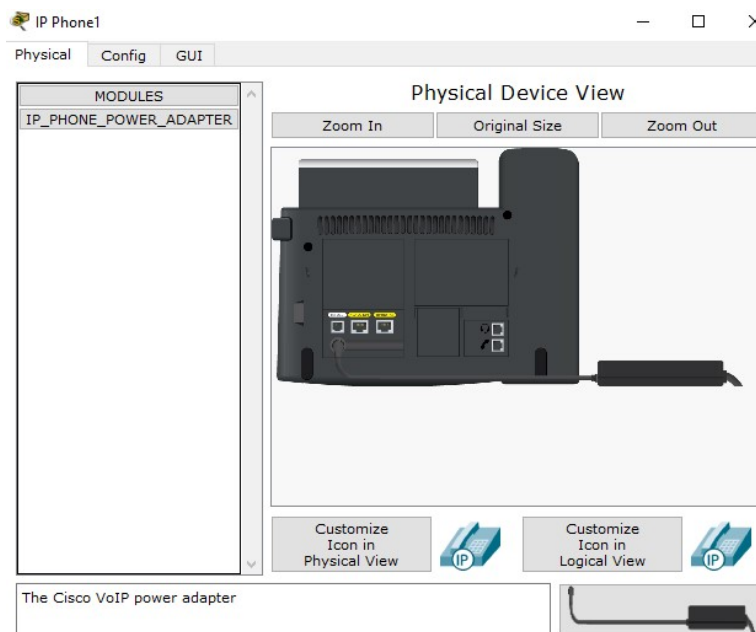 IP Phone1
Physical Config GUI
MODULES
IP_PHONE_POWER_ADAPTER
Physical Device View
Zoom In Original Size Zoom Out
Customize
Icon in
Physical View
IP
Customize
Icon in
Logical View
IP
The Cisco VoIP power adapter